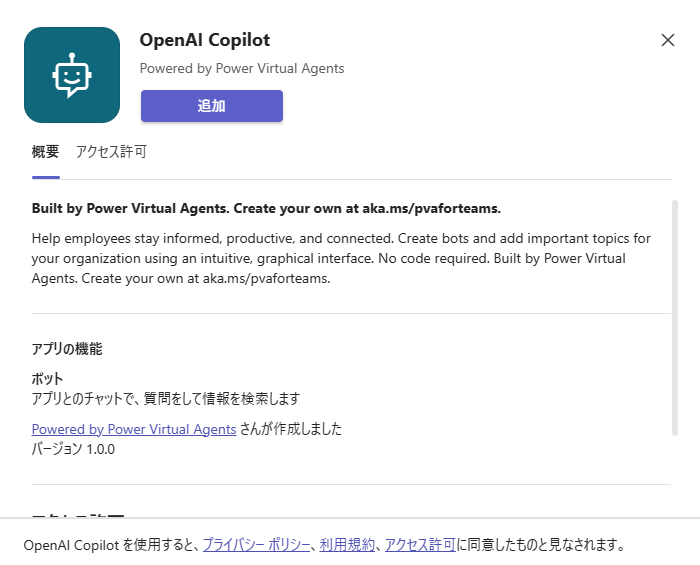 OpenAI Copilot
Powered by Power Virtual Agents
追加
概要 アクセス許可
Built by Power Virtual Agents. Create your own at aka.ms/pvaforteams.
Help employees stay informed, productive, and connected. Create bots and add important topics for
your organization using an intuitive, graphical interface. No code required. Built by Power Virtual
Agents. Create your own at aka.ms/pvaforteams.
アプリの機能
ボット
アプリとのチャットで、質問をして情報を検索します
Powered by Power Virtual Agents さんが作成しました
バージョン 1.0.0
アクセス許可
OpenAI Copilot を使用すると、プライバシー ポリシー、利用規約、アクセス許可に同意したものと見なされます。